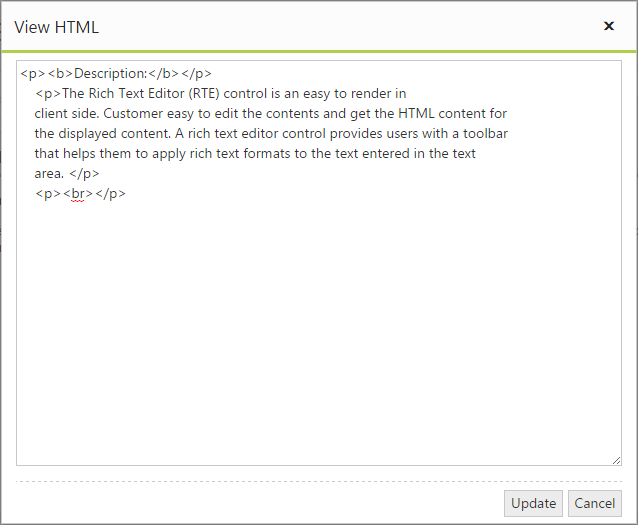 View HTML
<p><b>Description:</b></p>
<p>The Rich Text Editor (RTE) control is an easy to render in
client side. Customer easy to edit the contents and get the HTML content for
the displayed content. A rich text editor control provides users with a toolbar
that helps them to apply rich text formats to the text entered in the text
area. </p>
<p><br></p>
Update Cancel